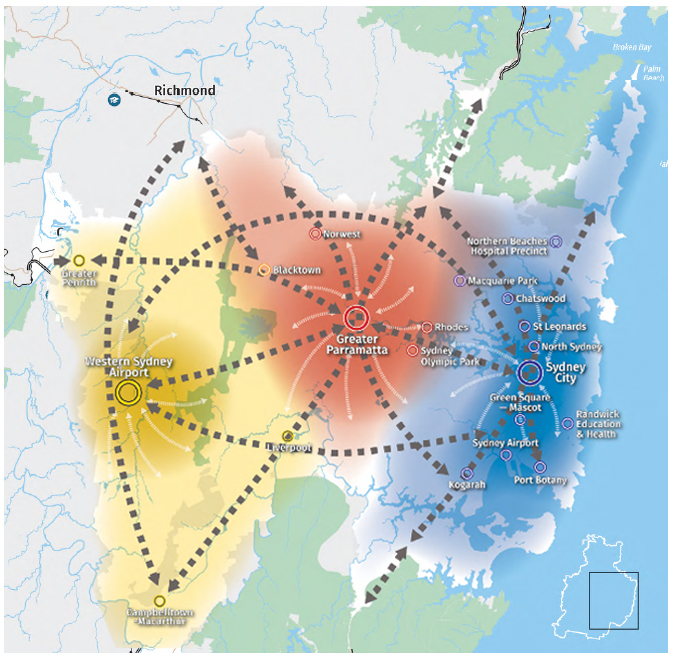 Broken Bay
Palm
Beach
Richmond
Norwest
Northern Beaches
Hospital Precinct
Greater
Penrith
Blacktown
Macquarie Park
Chatswood
Greater
Parramatta
Rhodes
St Leonards
Sydney
Olympic Park
North Sydney
Western Sydney
Airport
Sydney
City
Green Square
– Mascot
Randwick
Education
& Health
Liverpool
Sydney Airport
Kogarah
Port Botany
Campbelltown
-Macarthur